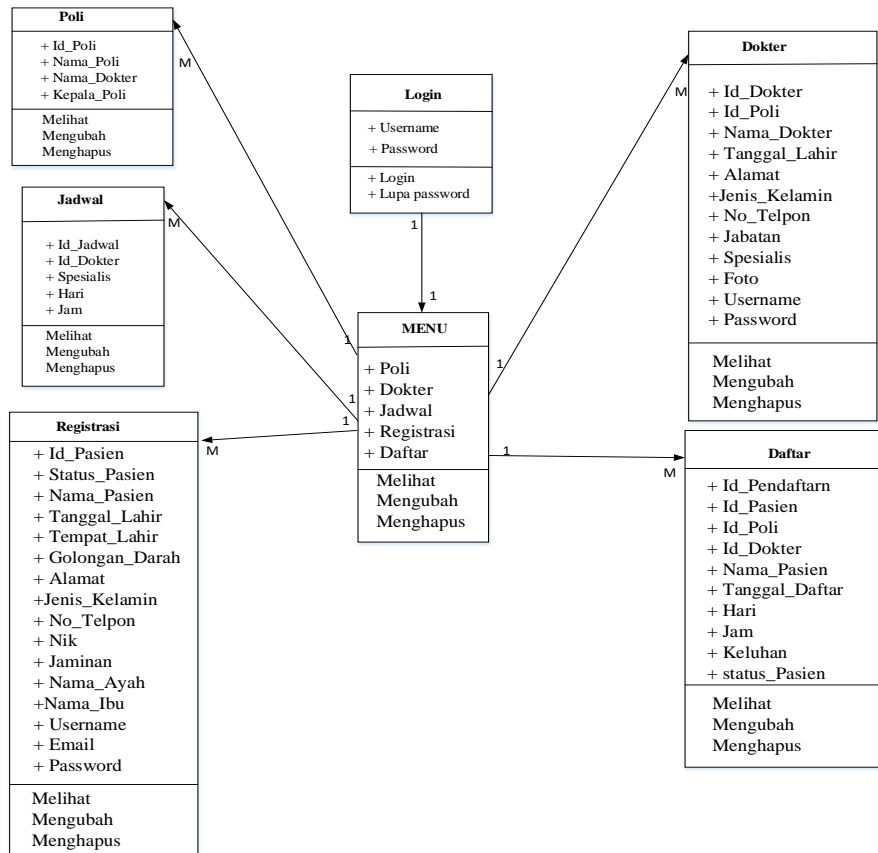 Poli
+ Id_Poli
+ Nama_Poli
+ Nama_Dokter
+ Kepala_Poli
Melihat
Mengubah
Menghapus
M
Login
+ Username
+ Password
+ Login
+ Lupa password
1
1
Dokter
+ Id_Dokter
+ Id_Poli
+ Nama_Dokter
+ Tanggal_Lahir
+ Alamat
+Jenis_Kelamin
+ No_Telpon
+ Jabatan
+ Spesialis
+ Foto
+ Username
+ Password
Melihat
Mengubah
Menghapus
M
Jadwal
+ Id_Jadwal
+ Id_Dokter
+ Spesialis
+ Hari
+ Jam
Melihat
Mengubah
Menghapus
M
MENU
+ Poli
+ Dokter
+ Jadwal
+ Registrasi
+ Daftar
Melihat
Mengubah
Menghapus
1
1
1
1
1
Registrasi
+ Id_Pasien
+ Status_Pasien
+ Nama_Pasien
+ Tanggal_Lahir
+ Tempat_Lahir
+ Golongan_Darah
+ Alamat
+Jenis_Kelamin
+ No_Telpon
+ Nik
+ Jaminan
+ Nama_Ayah
+Nama_Ibu
+ Username
+ Email
+ Password
Melihat
Mengubah
Menghapus
M
Daftar
+ Id_Pendaftarn
+ Id_Pasien
+ Id_Poli
+ Id_Dokter
+ Nama_Pasien
+ Tanggal_Daftar
+ Hari
+ Jam
+ Keluhan
+ status_Pasien
Melihat
Mengubah
Menghapus
M